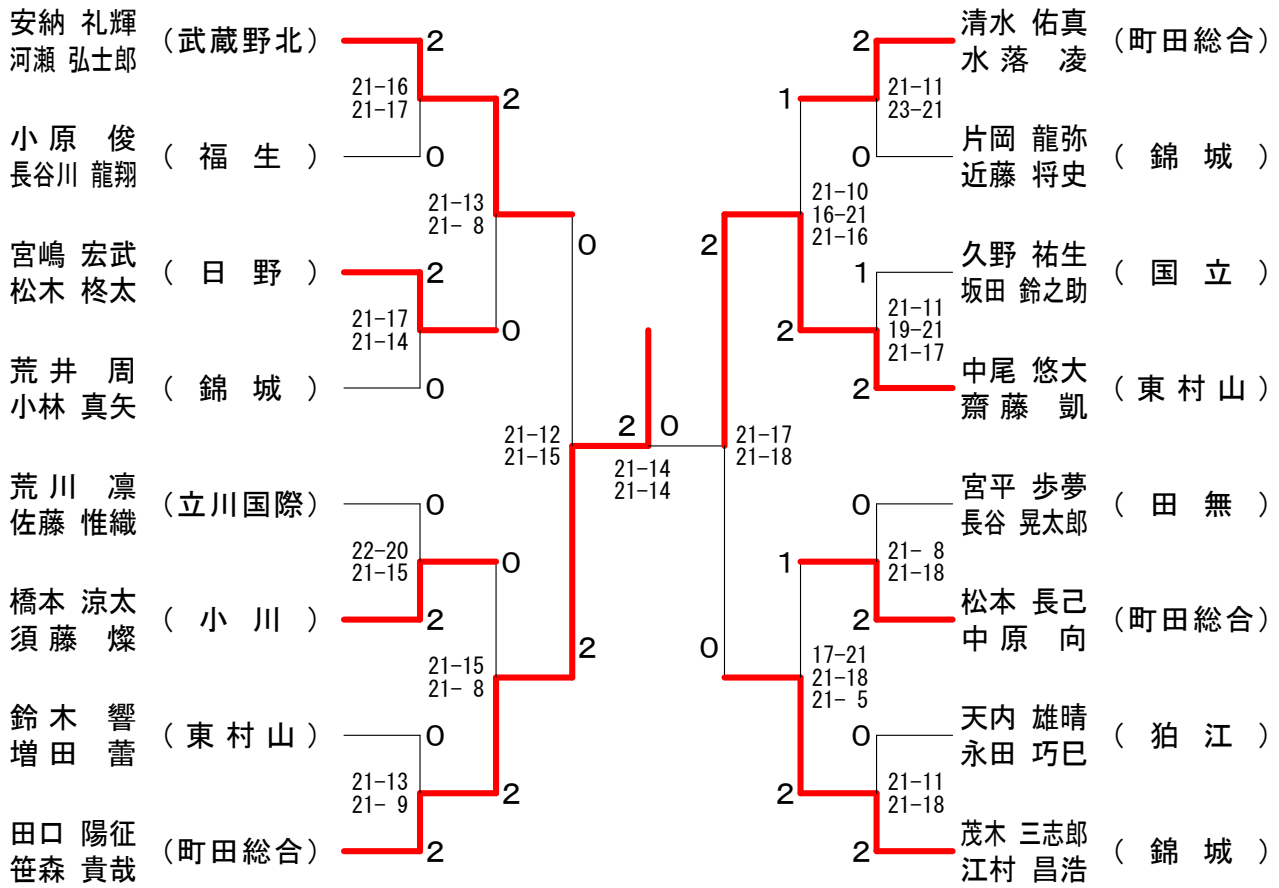 安納 礼輝
河瀬 弘士郎
(武蔵野北)
2
21-16
21-17
2
小原 俊
長谷川 龍翔
(福生)
0
21-13
21- 8
0
宮嶋 宏武
松木 柊太
(日野)
2
21-17
21-14
0
荒井 周
小林 真矢
(錦城)
0
21-12
21-15
2
0
21-14
21-14
荒川 凛
佐藤 惟織
(立川国際)
0
22-20
21-15
0
橋本 涼太
須藤 燦
(小川)
2
21-15
21- 8
2
鈴木 響
増田 蕾
(東村山)
0
21-13
21- 9
2
田口 陽征
笹森 貴哉
(町田総合)
2
2
清水 佑真
水落 凌
(町田総合)
1
21-11
23-21
0
片岡 龍弥
近藤 将史
(錦城)
21-10
16-21
21-16
2
1
久野 祐生
坂田 鈴之助
(国立)
21-11
19-21
21-17
2
2
中尾 悠大
齋藤 凱
(東村山)
21-17
21-18
0
宮平 歩夢
長谷 晃太郎
(田無)
1
21- 8
21-18
2
松本 長己
中原 向
(町田総合)
0
17-21
21-18
21- 5
0
天内 雄晴
永田 巧巳
(狛江)
2
21-11
21-18
2
茂木 三志郎
江村 昌浩
(錦城)